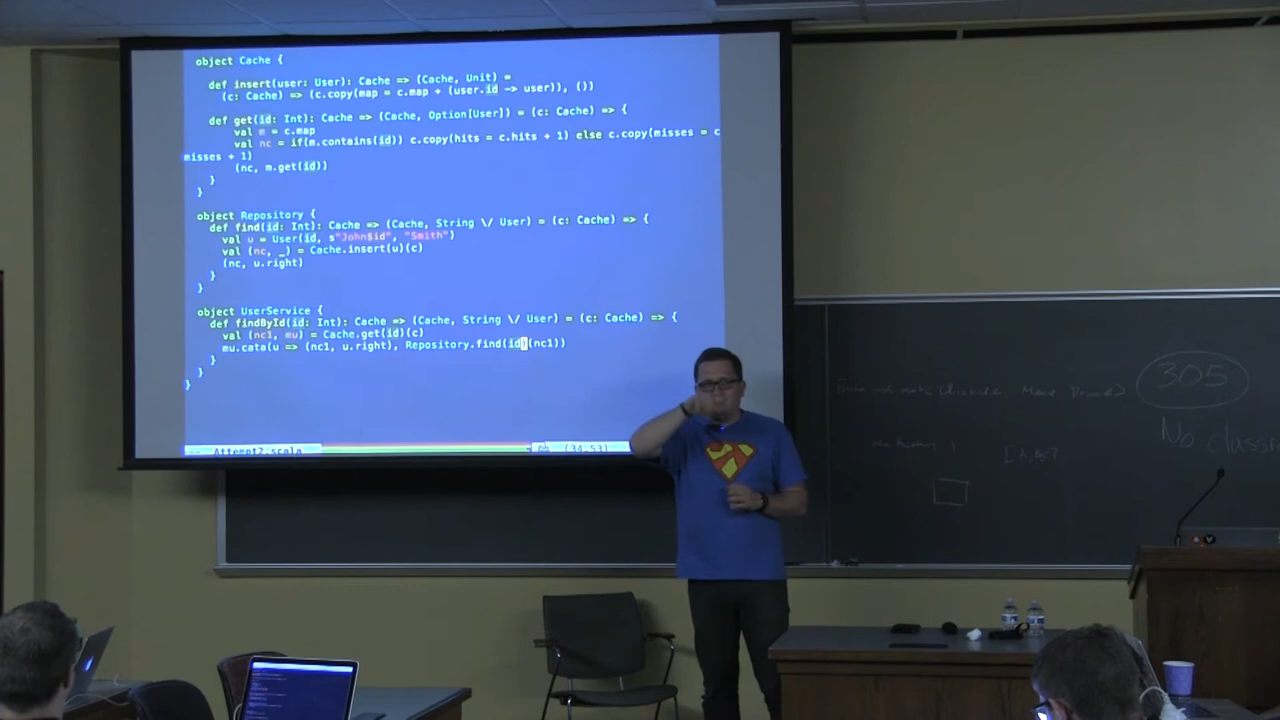 object Cache {
def insert(user: User): Cache => (Cache, Unit) =
(c: Cache) => (c.copy(map = c.map + (user.id -> user)), ())
def get(id: Int): Cache => (Cache, Option[User]) = (c: Cache) => {
val m = c.map
val nc = if(m.contains(id)) c.copy(hits = c.hits + 1) else c.copy(misses = c
misses + 1)
(nc, m.get(id))
}
}
object Repository {
def find(id: Int): Cache => (Cache, String \/ User) = (c: Cache) => {
val u = User(id, s"John$id", "Smith")
val (nc, _) = Cache.insert(u)(c)
(nc, u.right)
}
}
object UserService {
def findById(id: Int): Cache => (Cache, String \/ User) = (c: Cache) => {
val (nc1, mu) = Cache.get(id)(c)
mu.cata(u => (nc1, u.right), Repository.find(id)(nc1))
}
}
}
Attempt2.scala (34,53)
305
No classr